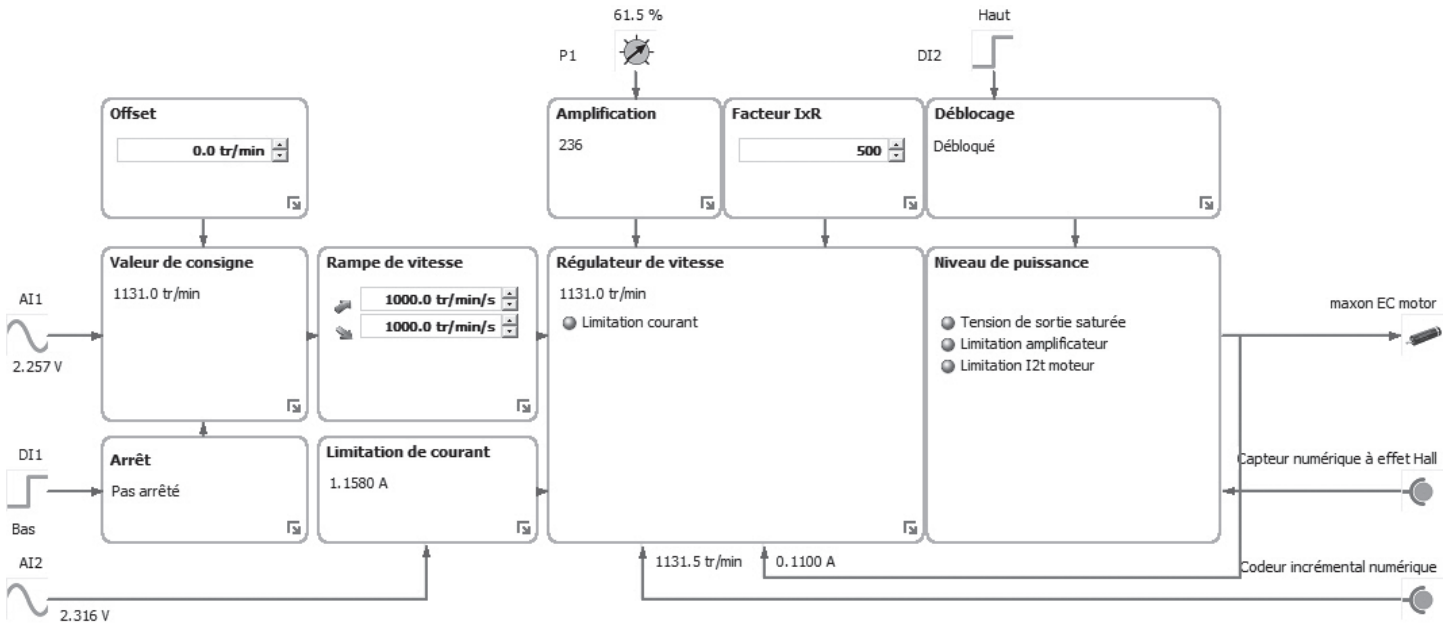 61.5 %
P1
Haut
DI2
Offset
0.0 tr/min
Amplification
236
Facteur IxR
500
Déblocage
Débloqué
AI1
2.257 V
Valeur de consigne
1131.0 tr/min
Rampe de vitesse
1000.0 tr/min/s
1000.0 tr/min/s
Régulateur de vitesse
1131.0 tr/min
Limitation courant
Niveau de puissance
Tension de sortie saturée
Limitation amplificateur
Limitation I2t moteur
maxon EC motor
DI1
Bas
Arrêt
Pas arrêté
Limitation de courant
1.1580 A
Capteur numérique à effet Hall
AI2
2.316 V
1131.5 tr/min
0.1100 A
Codeur incrémental numérique